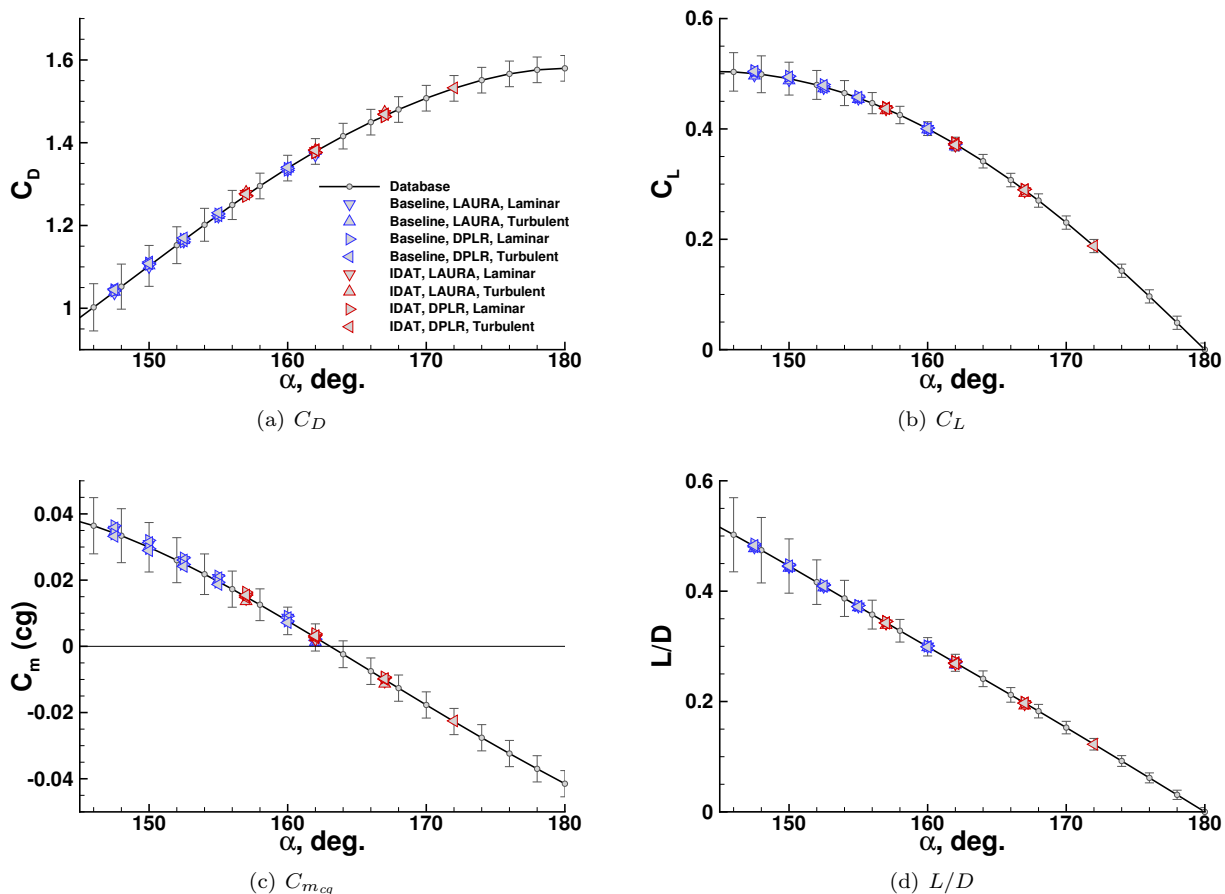 C_D
1.6
1.4
1.2
1
150 160 170 180
α, deg.
Database
Baseline, LAURA, Laminar
Baseline, LAURA, Turbulent
Baseline, DPLR, Laminar
Baseline, DPLR, Turbulent
IDAT, LAURA, Laminar
IDAT, LAURA, Turbulent
IDAT, DPLR, Laminar
IDAT, DPLR, Turbulent
(a) C_D
C_L
0.6
0.4
0.2
0
150 160 170 180
α, deg.
(b) C_L
C_m (cg)
0.04
0.02
0
-0.02
-0.04
150 160 170 180
α, deg.
(c) C_{m_{cg}}
L/D
0.6
0.4
0.2
0
150 160 170 180
α, deg.
(d) L/D